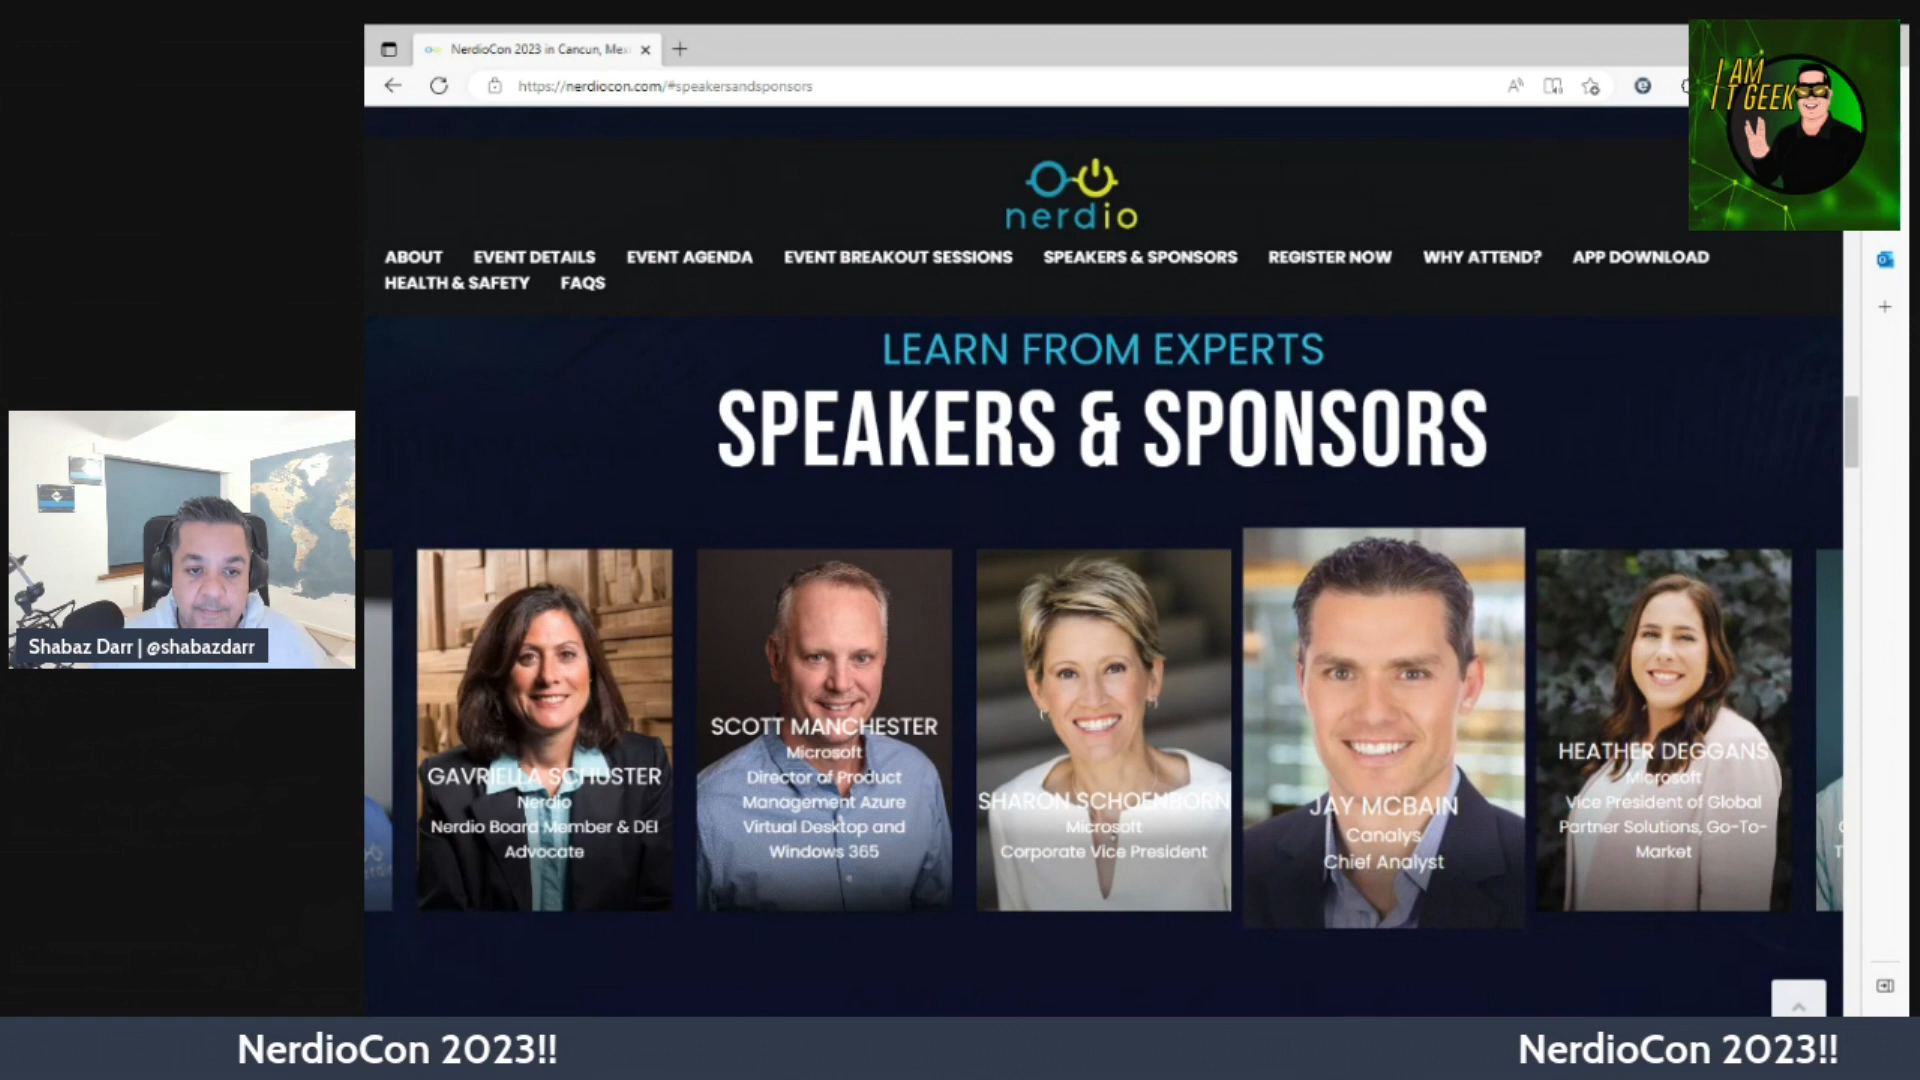 NerdioCon 2023 in Cancun, Mex
https://nerdiocon.com/#speakersandsponsors
I AM
IT GEEK
nerdio
ABOUT EVENT DETAILS EVENT AGENDA EVENT BREAKOUT SESSIONS SPEAKERS & SPONSORS REGISTER NOW WHY ATTEND? APP DOWNLOAD
HEALTH & SAFETY FAQS
LEARN FROM EXPERTS
SPEAKERS & SPONSORS
Shabaz Darr | @shabazdarr
GAVRIELLA SCHUSTER
Nerdio
Nerdio Board Member & DEI
Advocate
SCOTT MANCHESTER
Microsoft
Director of Product
Management Azure
Virtual Desktop and
Windows 365
SHARON SCHOENBORN
Microsoft
Corporate Vice President
JAY MCBAIN
Canalys
Chief Analyst
HEATHER DEGGANS
Microsoft
Vice President of Global
Partner Solutions, Go-To-
Market
NerdioCon 2023!! NerdioCon 2023!!